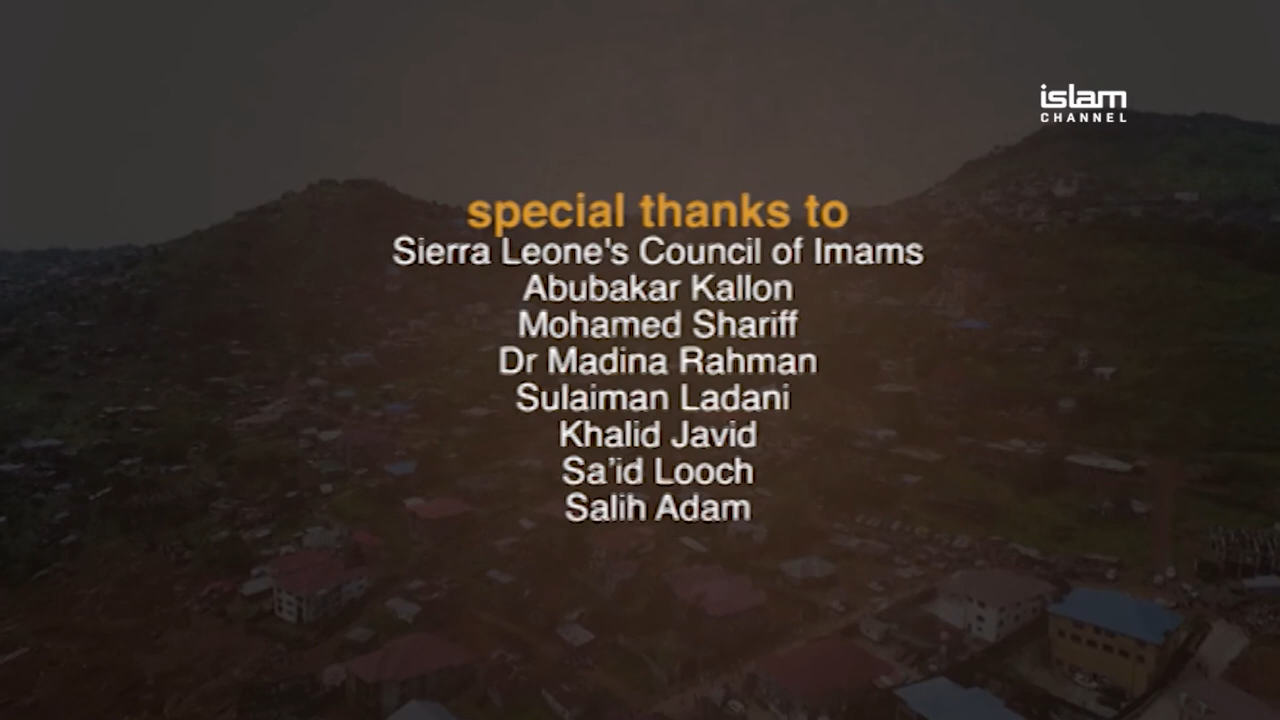 islam
CHANNEL
special thanks to
Sierra Leone's Council of Imams
Abubakar Kallon
Mohamed Shariff
Dr Madina Rahman
Sulaiman Ladani
Khalid Javid
Sa'id Looch
Salih Adam